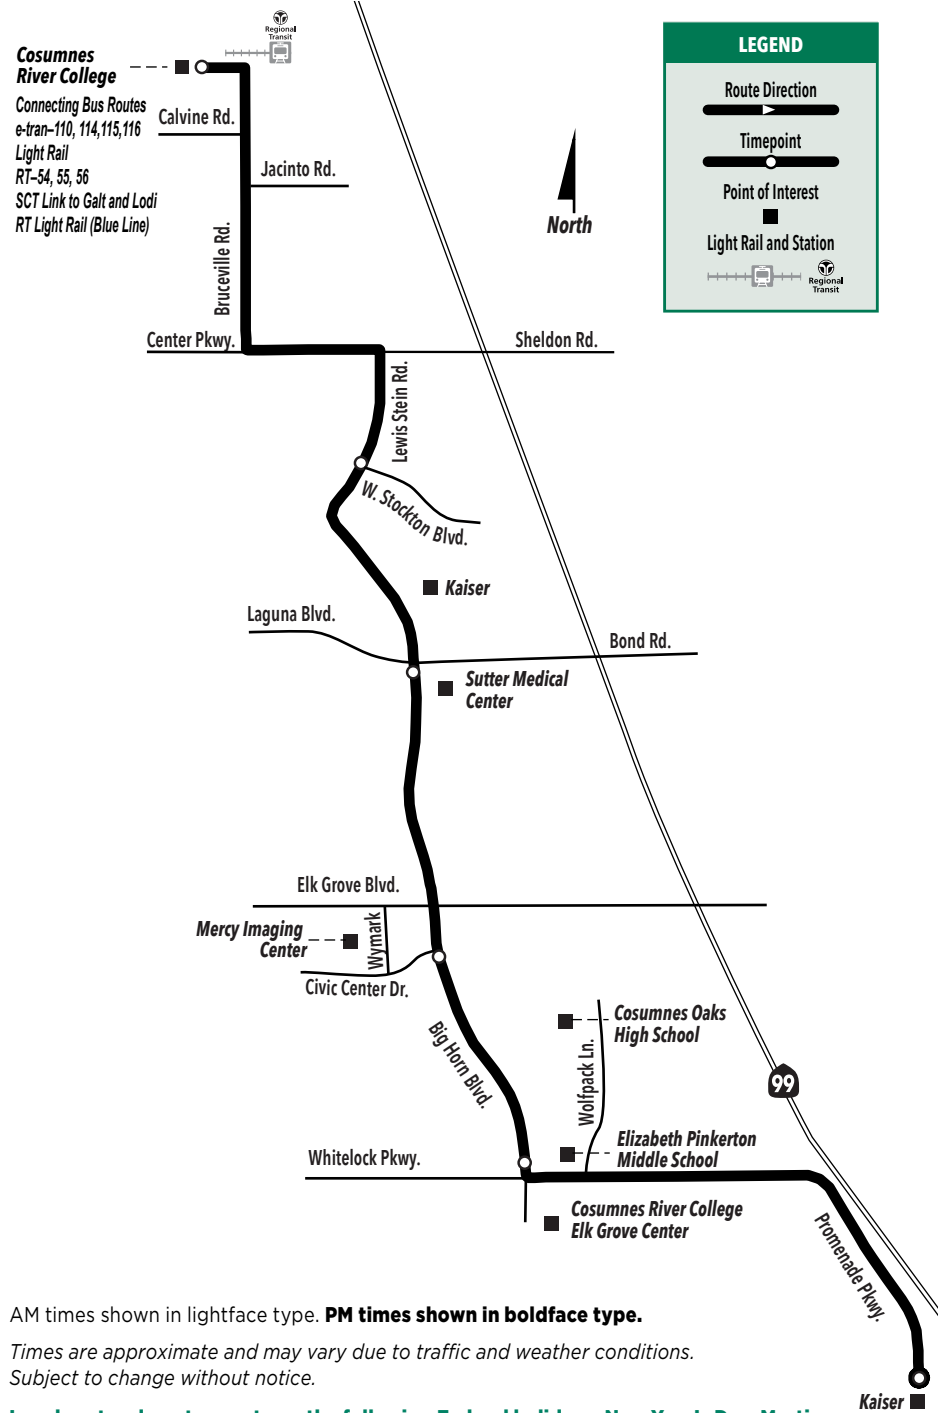 Regional
Transit
Cosumnes
River College
Connecting Bus Routes
e-tran–110, 114,115,116
Light Rail
RT–54, 55, 56
SCT Link to Galt and Lodi
RT Light Rail (Blue Line)
LEGEND
Route Direction
Timepoint
Point of Interest
Light Rail and Station
Regional
Transit
Calvine Rd.
Jacinto Rd.
North
Bruceville Rd.
Center Pkwy.
Sheldon Rd.
Lewis Stein Rd.
W. Stockton Blvd.
Kaiser
Laguna Blvd.
Bond Rd.
Sutter Medical
Center
Elk Grove Blvd.
Mercy Imaging
Center
Wymark
Civic Center Dr.
Big Horn Blvd.
Cosumnes Oaks
High School
Wolfpack Ln.
99
Elizabeth Pinkerton
Middle School
Whitelock Pkwy.
Cosumnes River College
Elk Grove Center
Promenade Pkwy.
AM times shown in lightface type. PM times shown in boldface type.
Times are approximate and may vary due to traffic and weather conditions.
Subject to change without notice.
Kaiser